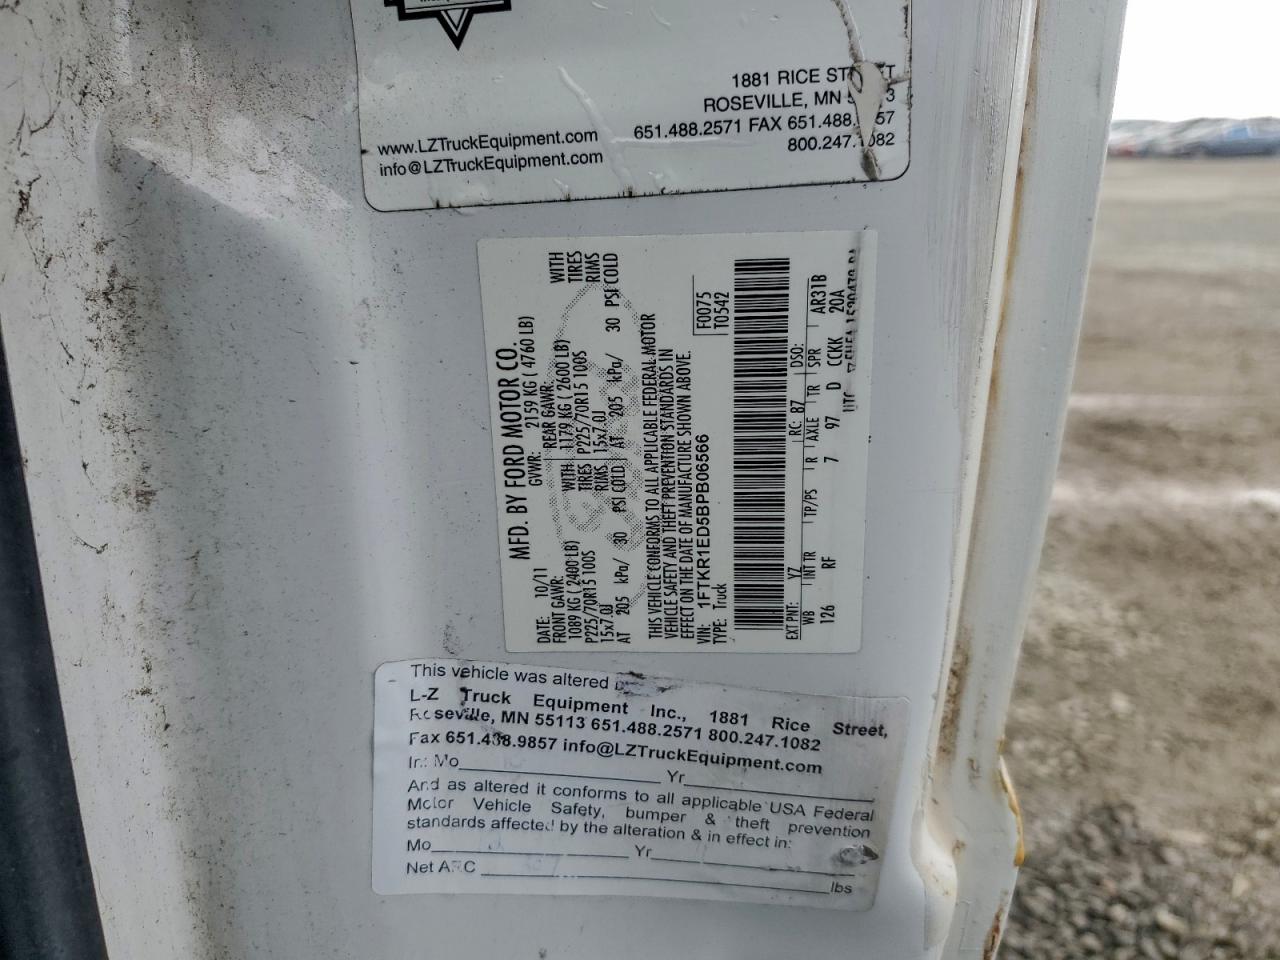 1881 RICE ST
ROSEVILLE, MN
651.488.2571 FAX
800.247.1082
www.LZTruckEquipment.com
info@LZTruckEquipment.com
MFD. BY FORD MOTOR CO.
DATE: 10/11 GVWR: 2159 KG ( 4760 LB)
FRONT GAWR: REAR GAWR:
1089 KG ( 2400 LB) WITH 1179 KG ( 2600 LB) WITH
P225/70R15 100S TIRES P225/70R15 100S TIRES
15x7.0J RIMS 15x7.0J RIMS
AT 205 kPa/ 30 PSI COLD AT 205 kPa/ 30 PSI COLD
THIS VEHICLE CONFORMS TO ALL APPLICABLE FEDERAL MOTOR
VEHICLE SAFETY AND THEFT PREVENTION STANDARDS IN
EFFECT ON THE DATE OF MANUFACTURE SHOWN ABOVE.
VIN: 1FTKR1ED5BPB06566 F0075
TYPE: Truck T0542
EXT PNT: YZ RC: B7 DSO:
WB INT TR TP/PS R AXLE TR SPR AR31B
126 RF 7 97 D CCKK 20A
UTC
This vehicle was altered
L-Z Truck Equipment Inc., 1881 Rice Street,
Roseville, MN 55113 651.488.2571 800.247.1082
Fax 651.488.9857 info@LZTruckEquipment.com
In: Mo Yr
And as altered it conforms to all applicable USA Federal
Motor Vehicle Safety, bumper & theft prevention
standards affected by the alteration & in effect in:
Mo Yr
Net lbs